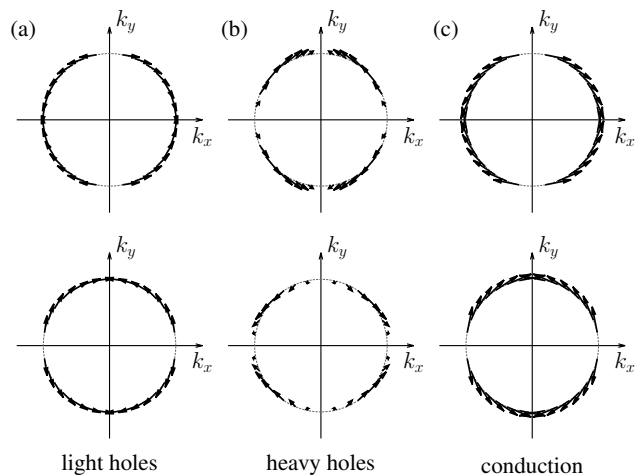 (a) k_y (b) k_y (c) k_y
k_x k_x k_x
k_y k_y k_y
k_x k_x k_x
light holes heavy holes conduction